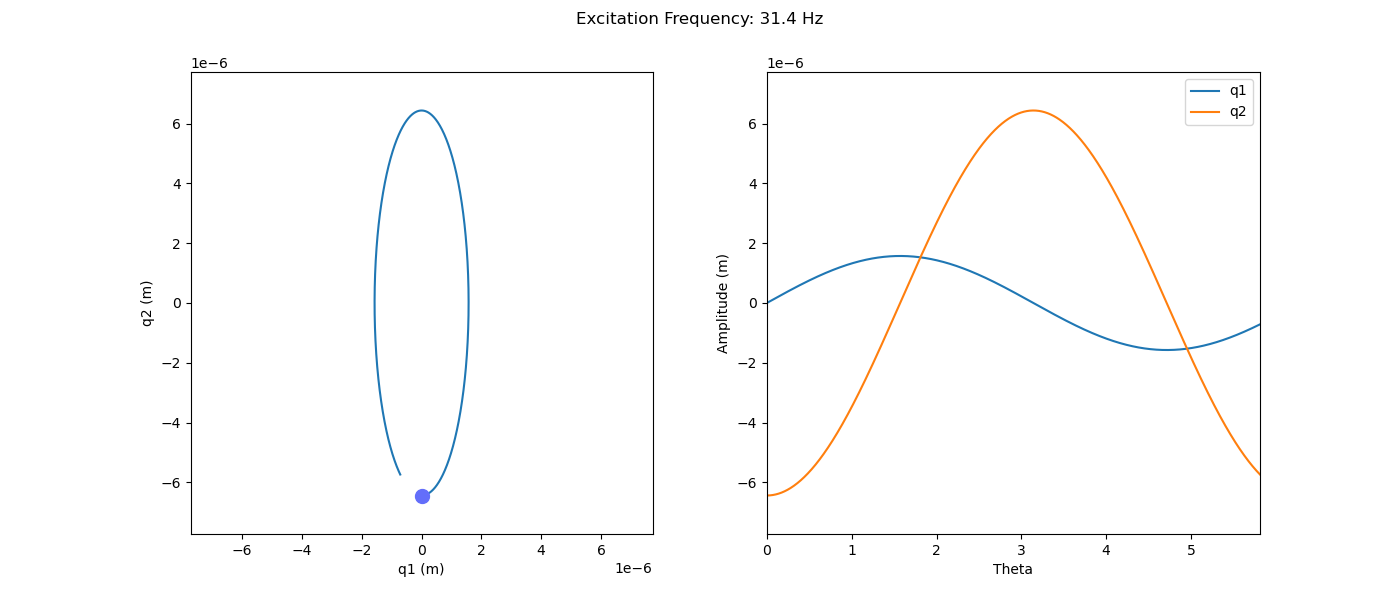 Excitation Frequency: 31.4 Hz
1e−6
6
4
2
0
−2
−4
−6
q2 (m)
−6 −4 −2 0 2 4 6
q1 (m)
1e−6
1e−6
6
4
2
0
−2
−4
−6
Amplitude (m)
q1
q2
0 1 2 3 4 5
Theta